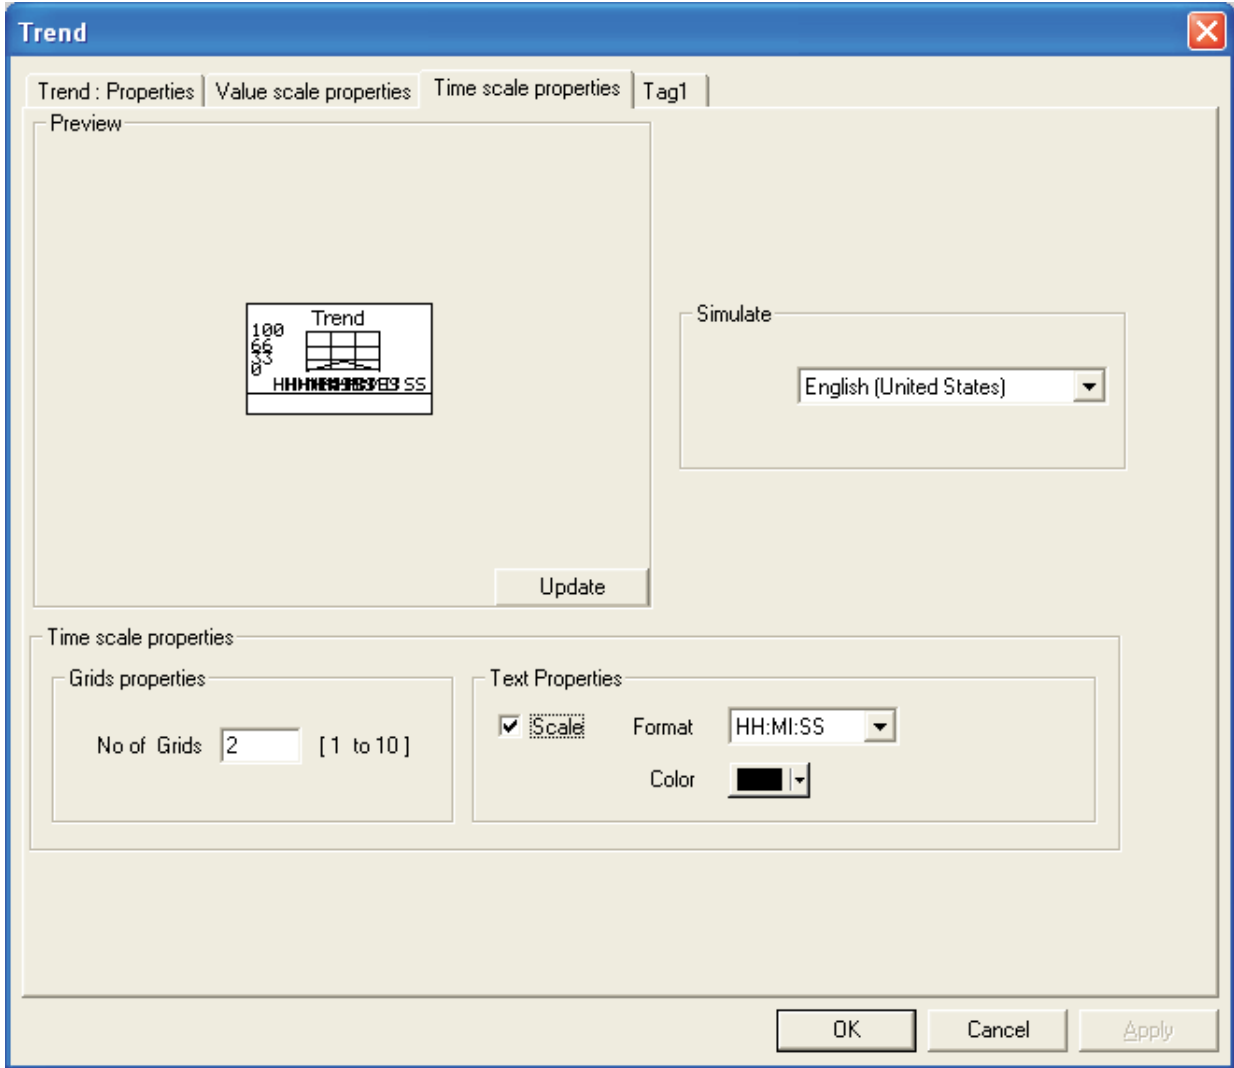 Trend
Trend : Properties
Value scale properties
Time scale properties
Tag1
Preview
Trend
100
66
33
0
SS
Update
Simulate
English (United States)
Time scale properties
Grids properties
No of Grids 2 [ 1 to 10 ]
Text Properties
Scale Format HH:MI:SS
Color
OK Cancel Apply